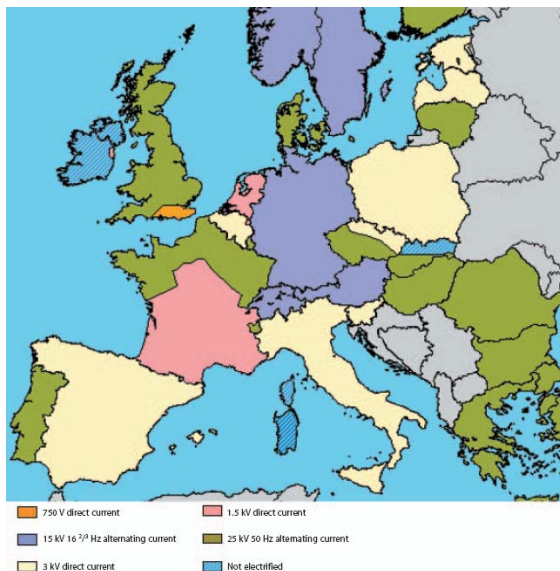 750 V direct current
1.5 kV direct current
15 kV 16 ²/³ Hz alternating current
25 kV 50 Hz alternating current
3 kV direct current
Not electrified